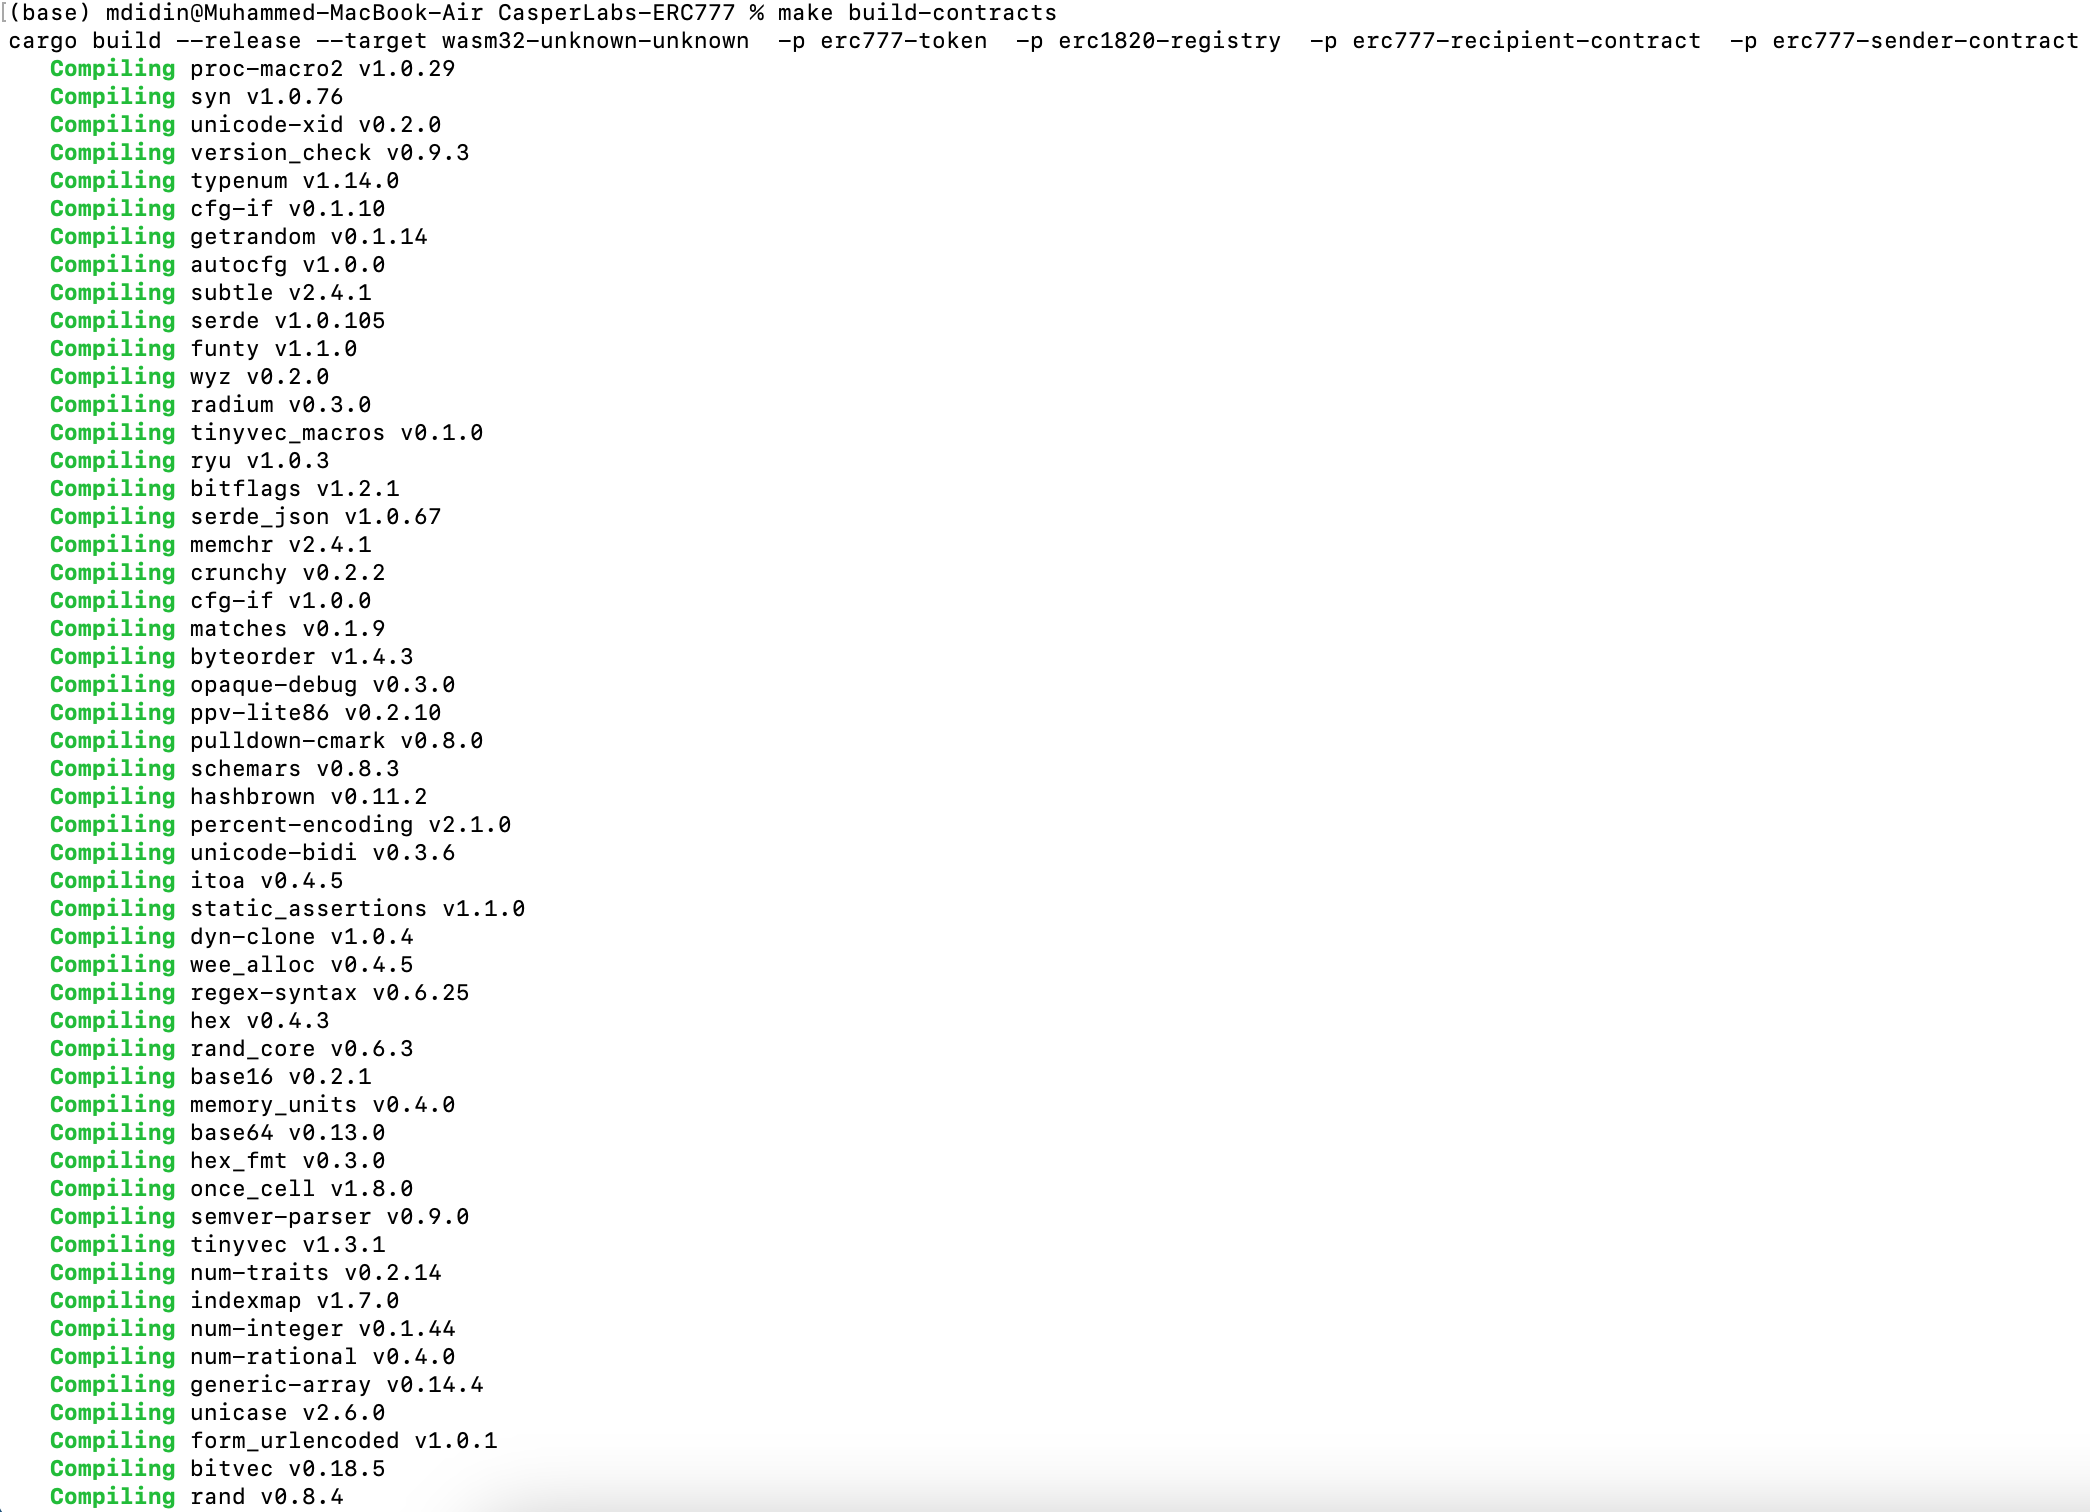 (base) mdidin@Muhammed-MacBook-Air CasperLabs-ERC777 % make build-contracts
cargo build --release --target wasm32-unknown-unknown  -p erc777-token  -p erc1820-registry  -p erc777-recipient-contract  -p erc777-sender-contract
Compiling proc-macro2 v1.0.29
Compiling syn v1.0.76
Compiling unicode-xid v0.2.0
Compiling version_check v0.9.3
Compiling typenum v1.14.0
Compiling cfg-if v0.1.10
Compiling getrandom v0.1.14
Compiling autocfg v1.0.0
Compiling subtle v2.4.1
Compiling serde v1.0.105
Compiling funty v1.1.0
Compiling wyz v0.2.0
Compiling radium v0.3.0
Compiling tinyvec_macros v0.1.0
Compiling ryu v1.0.3
Compiling bitflags v1.2.1
Compiling serde_json v1.0.67
Compiling memchr v2.4.1
Compiling crunchy v0.2.2
Compiling cfg-if v1.0.0
Compiling matches v0.1.9
Compiling byteorder v1.4.3
Compiling opaque-debug v0.3.0
Compiling ppv-lite86 v0.2.10
Compiling pulldown-cmark v0.8.0
Compiling schemars v0.8.3
Compiling hashbrown v0.11.2
Compiling percent-encoding v2.1.0
Compiling unicode-bidi v0.3.6
Compiling itoa v0.4.5
Compiling static_assertions v1.1.0
Compiling dyn-clone v1.0.4
Compiling wee_alloc v0.4.5
Compiling regex-syntax v0.6.25
Compiling hex v0.4.3
Compiling rand_core v0.6.3
Compiling base16 v0.2.1
Compiling memory_units v0.4.0
Compiling base64 v0.13.0
Compiling hex_fmt v0.3.0
Compiling once_cell v1.8.0
Compiling semver-parser v0.9.0
Compiling tinyvec v1.3.1
Compiling num-traits v0.2.14
Compiling indexmap v1.7.0
Compiling num-integer v0.1.44
Compiling num-rational v0.4.0
Compiling generic-array v0.14.4
Compiling unicase v2.6.0
Compiling form_urlencoded v1.0.1
Compiling bitvec v0.18.5
Compiling rand v0.8.4